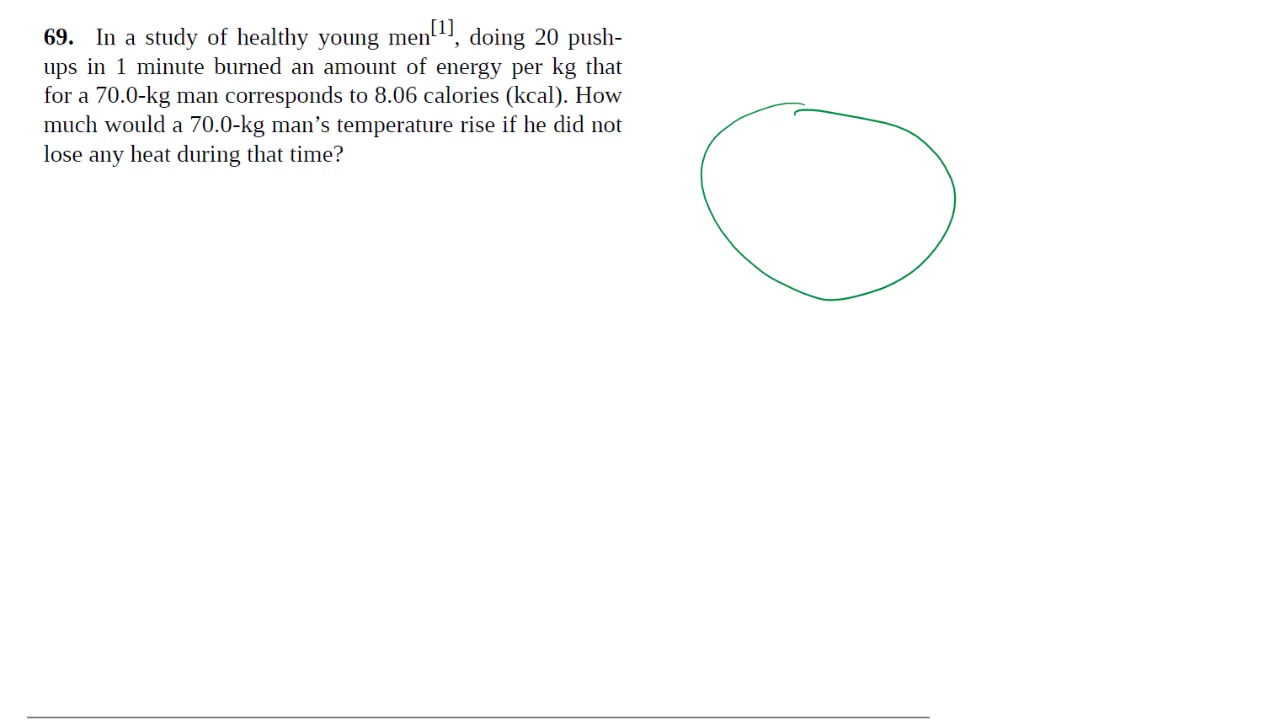 69. In a study of healthy young men[1], doing 20 push-
ups in 1 minute burned an amount of energy per kg that
for a 70.0-kg man corresponds to 8.06 calories (kcal). How
much would a 70.0-kg man’s temperature rise if he did not
lose any heat during that time?